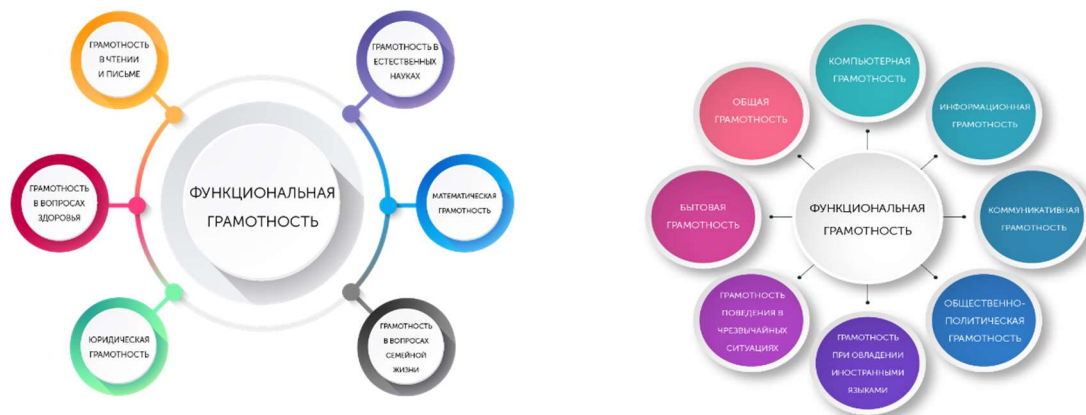 ГРАМОТНОСТЬ
В ЧТЕНИИ
И ПИСЬМЕ
ГРАМОТНОСТЬ В
ЕСТЕСТВЕННЫХ
НАУКАХ
ГРАМОТНОСТЬ
В ВОПРОСАХ
ЗДОРОВЬЯ
ФУНКЦИОНАЛЬНАЯ
ГРАМОТНОСТЬ
МАТЕМАТИЧЕСКАЯ
ГРАМОТНОСТЬ
ЮРИДИЧЕСКАЯ
ГРАМОТНОСТЬ
ГРАМОТНОСТЬ
В ВОПРОСАХ
СЕМЕЙНОЙ
ЖИЗНИ
КОМПЬЮТЕРНАЯ
ГРАМОТНОСТЬ
ОБЩАЯ
ГРАМОТНОСТЬ
ИНФОРМАЦИОННАЯ
ГРАМОТНОСТЬ
БЫТОВАЯ
ГРАМОТНОСТЬ
ФУНКЦИОНАЛЬНАЯ
ГРАМОТНОСТЬ
КОММУНИКАТИВНАЯ
ГРАМОТНОСТЬ
ГРАМОТНОСТЬ
ПОВЕДЕНИЯ В
ЧРЕЗВЫЧАЙНЫХ
СИТУАЦИЯХ
ГРАМОТНОСТЬ
ПРИ ОВЛАДЕНИИ
ИНОСТРАННЫМИ
ЯЗЫКАМИ
ОБЩЕСТВЕННО-
ПОЛИТИЧЕСКАЯ
ГРАМОТНОСТЬ